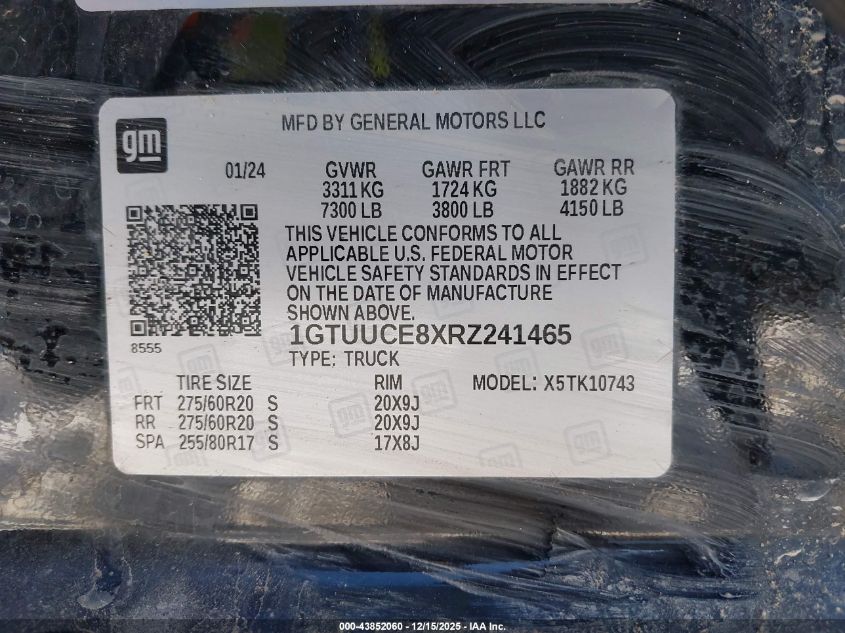 gm
MFD BY GENERAL MOTORS LLC
01/24 GVWR GAWR FRT GAWR RR
3311 KG 1724 KG 1882 KG
7300 LB 3800 LB 4150 LB
THIS VEHICLE CONFORMS TO ALL
APPLICABLE U.S. FEDERAL MOTOR
VEHICLE SAFETY STANDARDS IN EFFECT
ON THE DATE OF MANUFACTURE
SHOWN ABOVE.
1GTUUCE8XRZ241465
8555
TYPE: TRUCK
TIRE SIZE RIM MODEL: X5TK10743
FRT 275/60R20 S 20X9J
RR 275/60R20 S 20X9J
SPA 255/80R17 S 17X8J
000-43852060 - 12/15/2025 - IAA Inc.